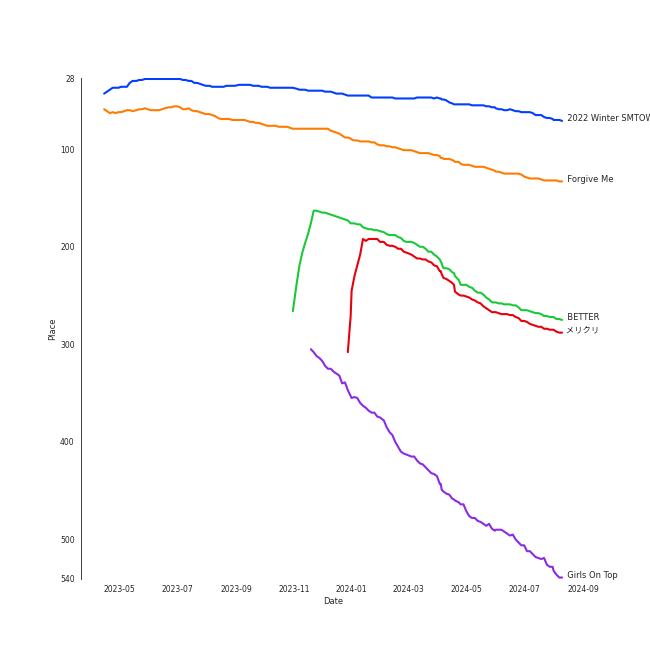 28
100
200
300
400
500
540
Place
2022 Winter SMTOW
Forgive Me
BETTER
メリクリ
Girls On Top
2023-05
2023-07
2023-09
2023-11
2024-01
2024-03
2024-05
2024-07
2024-09
Date